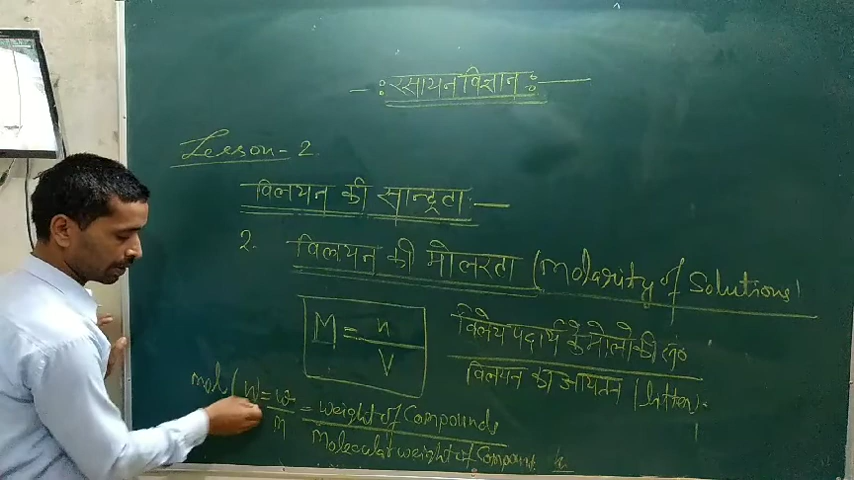 : रसायन विज्ञान :
Lesson - 2
विलयन की सान्द्रता
2. विलयन की मोलरता (Molarity of Solutions)
M = n / V विलेय पदार्थ के मोलो की सं० / विलयन का आयतन
mol (n = w / M = weight of Compounds / Molecular weight of Compound